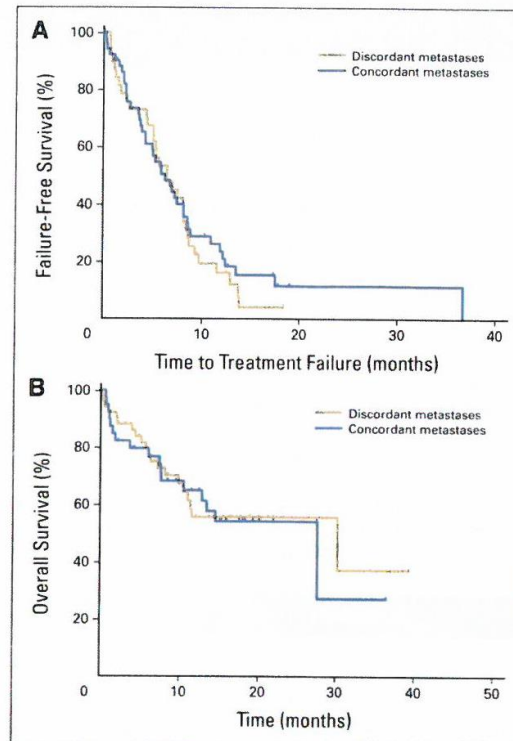 A
100
80
60
40
20
0
Failure-Free Survival (%)
Discordant metastases
Concordant metastases
10
20
30
40
Time to Treatment Failure (months)
B
100
80
60
40
20
0
Overall Survival (%)
Discordant metastases
Concordant metastases
10
20
30
40
50
Time (months)